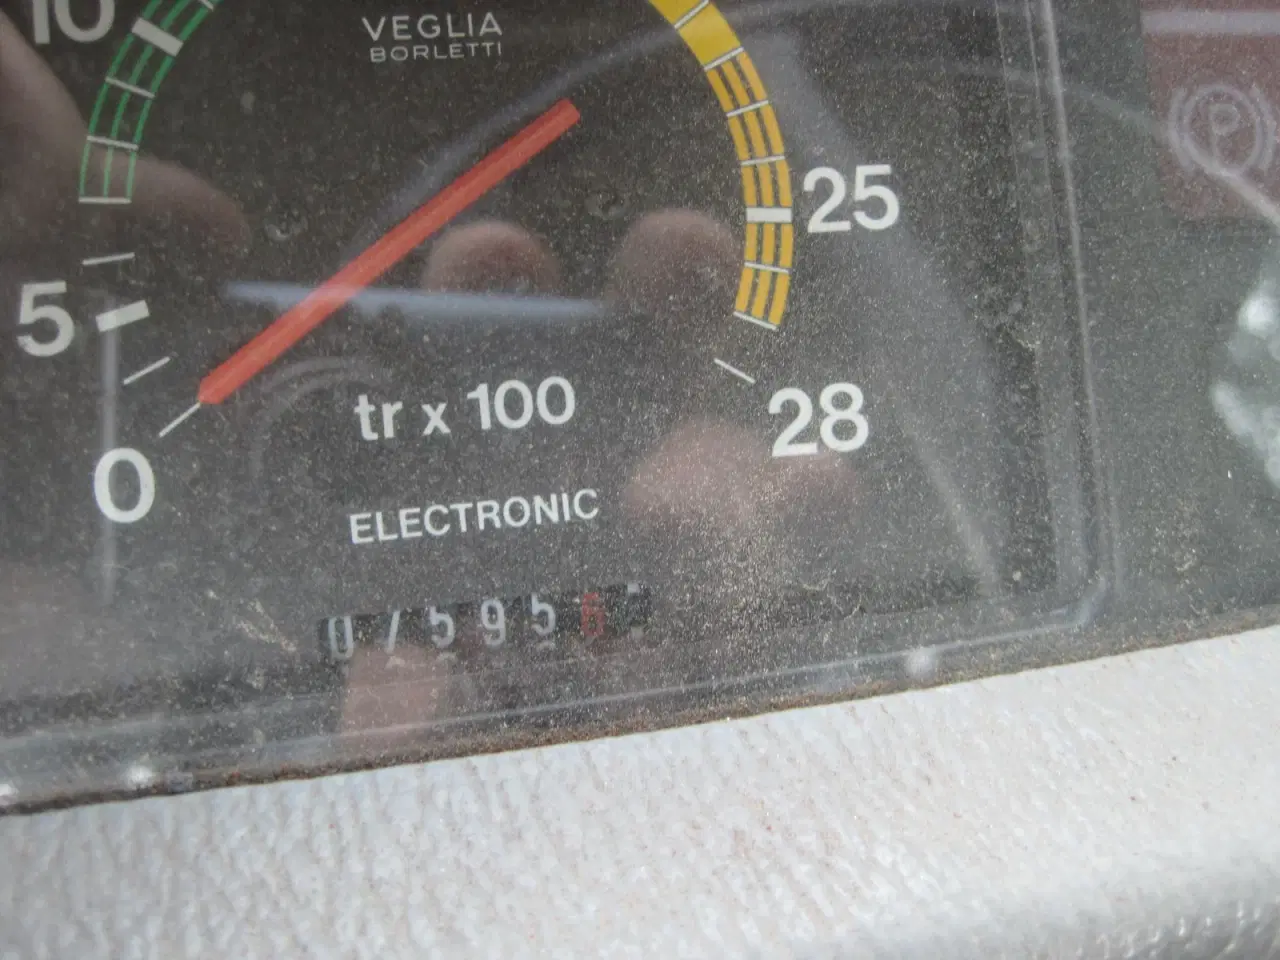 10
VEGLIA
BORLETTI
P
25
5
tr x 100
28
0
ELECTRONIC
075956